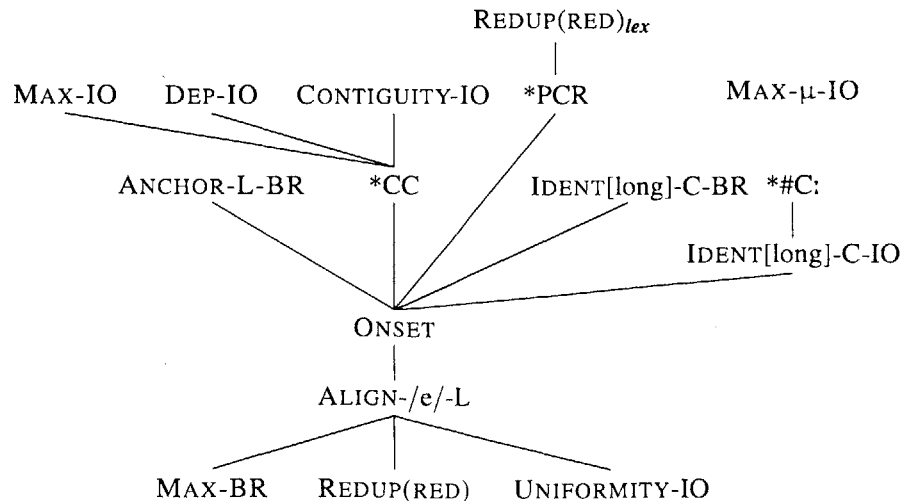 REDUP(RED)lex
MAX-IO DEP-IO CONTIGUITY-IO *PCR MAX-μ-IO
ANCHOR-L-BR *CC IDENT[long]-C-BR *#C:
IDENT[long]-C-IO
ONSET
ALIGN-/e/-L
MAX-BR REDUP(RED) UNIFORMITY-IO